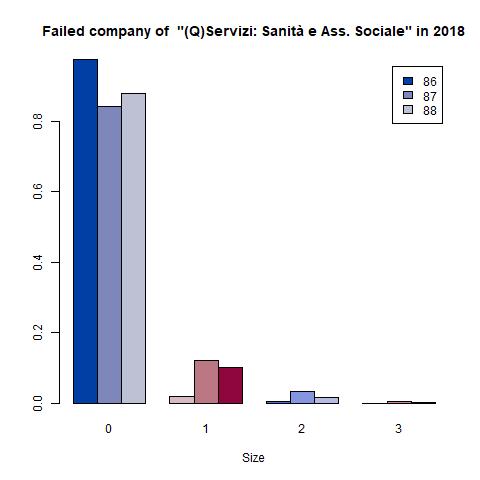 Failed company of  "(Q)Servizi: Sanità e Ass. Sociale" in 2018
86
87
88
0.8
0.6
0.4
0.2
0.0
0 1 2 3
Size